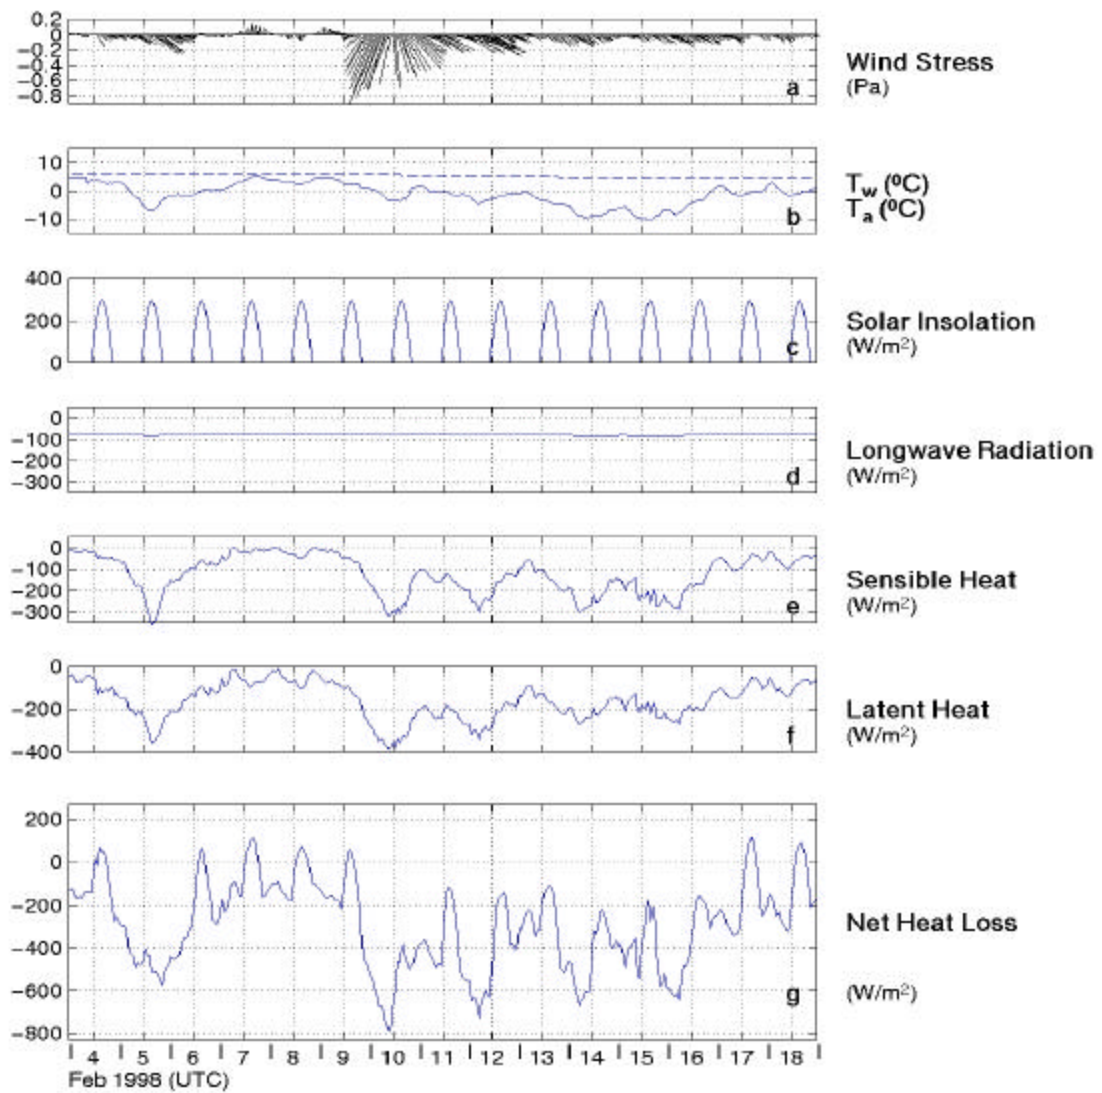 0.2
0
−0.2
−0.4
−0.6
−0.8
a
Wind Stress
(Pa)
10
0
−10
b
Tw (ºC)
Ta (ºC)
400
200
0
c
Solar Insolation
(W/m²)
0
−100
−200
−300
d
Longwave Radiation
(W/m²)
0
−100
−200
−300
e
Sensible Heat
(W/m²)
0
−200
−400
f
Latent Heat
(W/m²)
200
0
−200
−400
−600
−800
g
Net Heat Loss
(W/m²)
4 5 6 7 8 9 10 11 12 13 14 15 16 17 18
Feb 1998 (UTC)